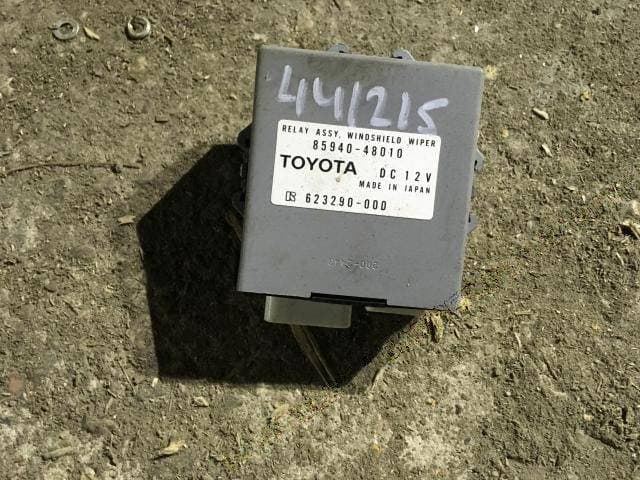 441215
RELAY ASSY, WINDSHIELD WIPER
85940-48010
TOYOTA DC 12V
MADE IN JAPAN
623290-000